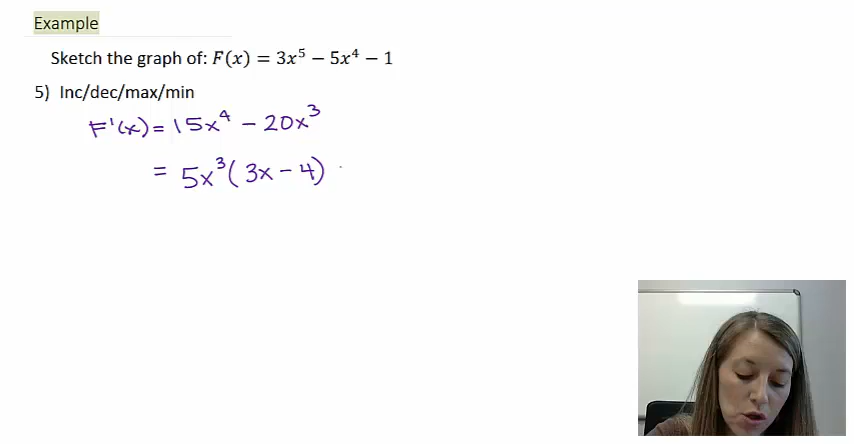 Example
Sketch the graph of: F(x) = 3x⁵ − 5x⁴ − 1
5) Inc/dec/max/min
F'(x) = 15x⁴ − 20x³
= 5x³(3x − 4)